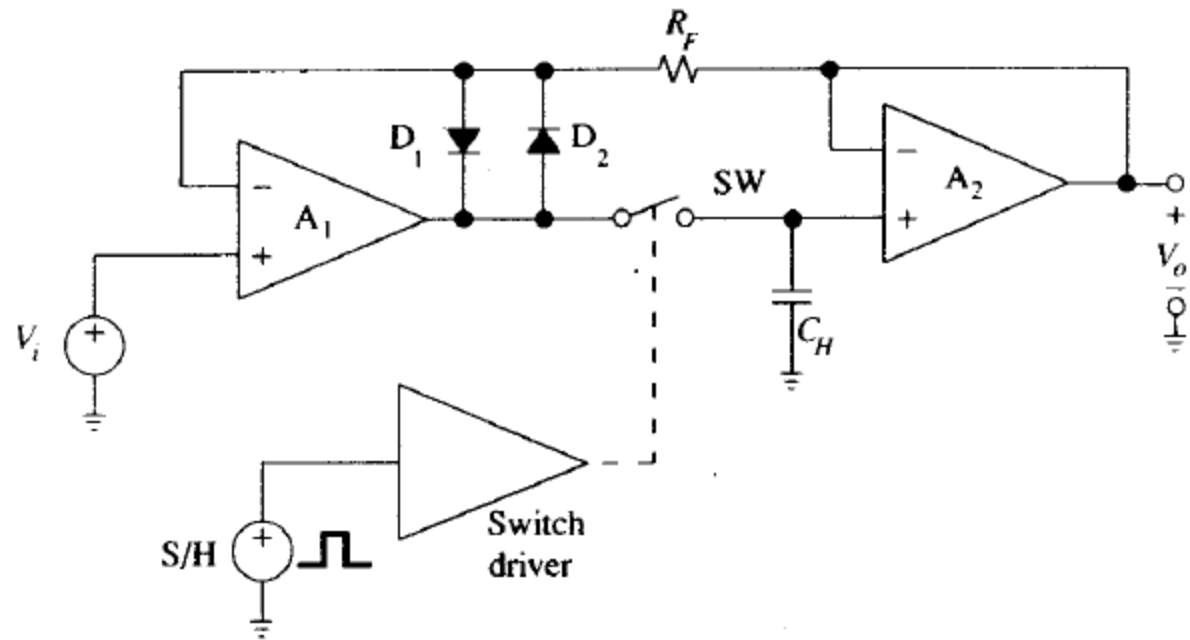 R_F
D_1
D_2
SW
−
A_1
+
−
A_2
+
+
V_o
−
V_i
+
C_H
S/H
+
Switch
driver